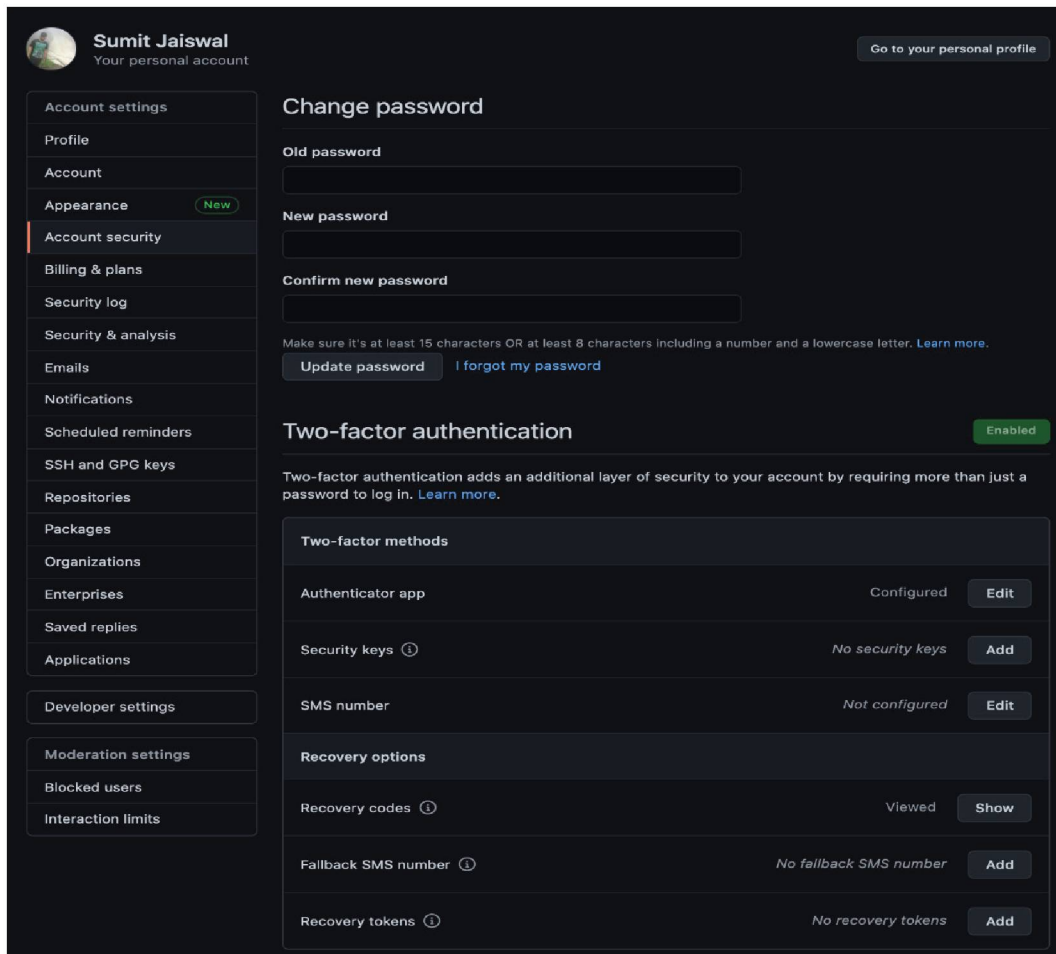 Sumit Jaiswal
Your personal account
Go to your personal profile
Account settings
Profile
Account
Appearance New
Account security
Billing & plans
Security log
Security & analysis
Emails
Notifications
Scheduled reminders
SSH and GPG keys
Repositories
Packages
Organizations
Enterprises
Saved replies
Applications
Developer settings
Moderation settings
Blocked users
Interaction limits
Change password
Old password
New password
Confirm new password
Make sure it's at least 15 characters OR at least 8 characters including a number and a lowercase letter. Learn more.
Update password I forgot my password
Two-factor authentication Enabled
Two-factor authentication adds an additional layer of security to your account by requiring more than just a
password to log in. Learn more.
Two-factor methods
Authenticator app Configured Edit
Security keys No security keys Add
SMS number Not configured Edit
Recovery options
Recovery codes Viewed Show
Fallback SMS number No fallback SMS number Add
Recovery tokens No recovery tokens Add